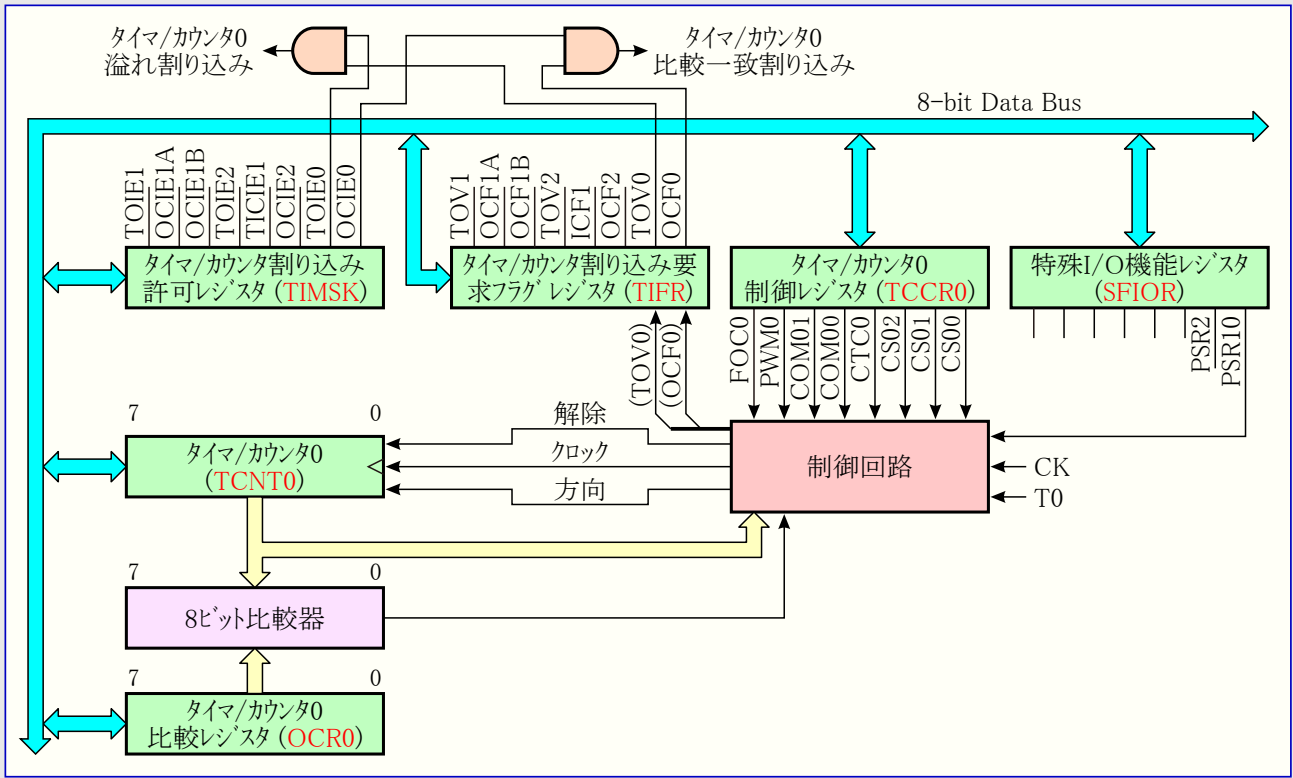 タイマ/カウンタ0
溢れ割り込み
タイマ/カウンタ0
比較一致割り込み
8-bit Data Bus
TOIE1
OCIE1A
OCIE1B
TOIE2
TICIE1
OCIE2
TOIE0
OCIE0
TOV1
OCF1A
OCF1B
TOV2
ICF1
OCF2
TOV0
OCF0
タイマ/カウンタ割り込み
許可レジスタ (TIMSK)
タイマ/カウンタ割り込み要
求フラグ レジスタ (TIFR)
タイマ/カウンタ0
制御レジスタ (TCCR0)
特殊I/O機能レジスタ
(SFIOR)
(TOV0)
(OCF0)
FOC0
PWM0
COM01
COM00
CTC0
CS02
CS01
CS00
PSR2
PSR10
7 0
タイマ/カウンタ0
(TCNT0)
解除
クロック
方向
制御回路
CK
T0
7 0
8ビット比較器
7 0
タイマ/カウンタ0
比較レジスタ (OCR0)